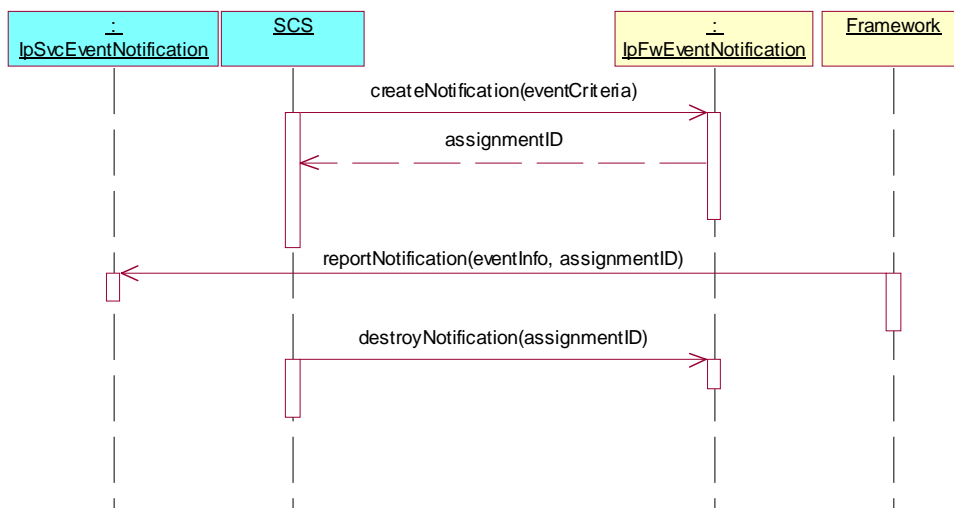 :
IpSvcEventNotification
SCS
:
IpFwEventNotification
Framework
createNotification(eventCriteria)
assignmentID
reportNotification(eventInfo, assignmentID)
destroyNotification(assignmentID)